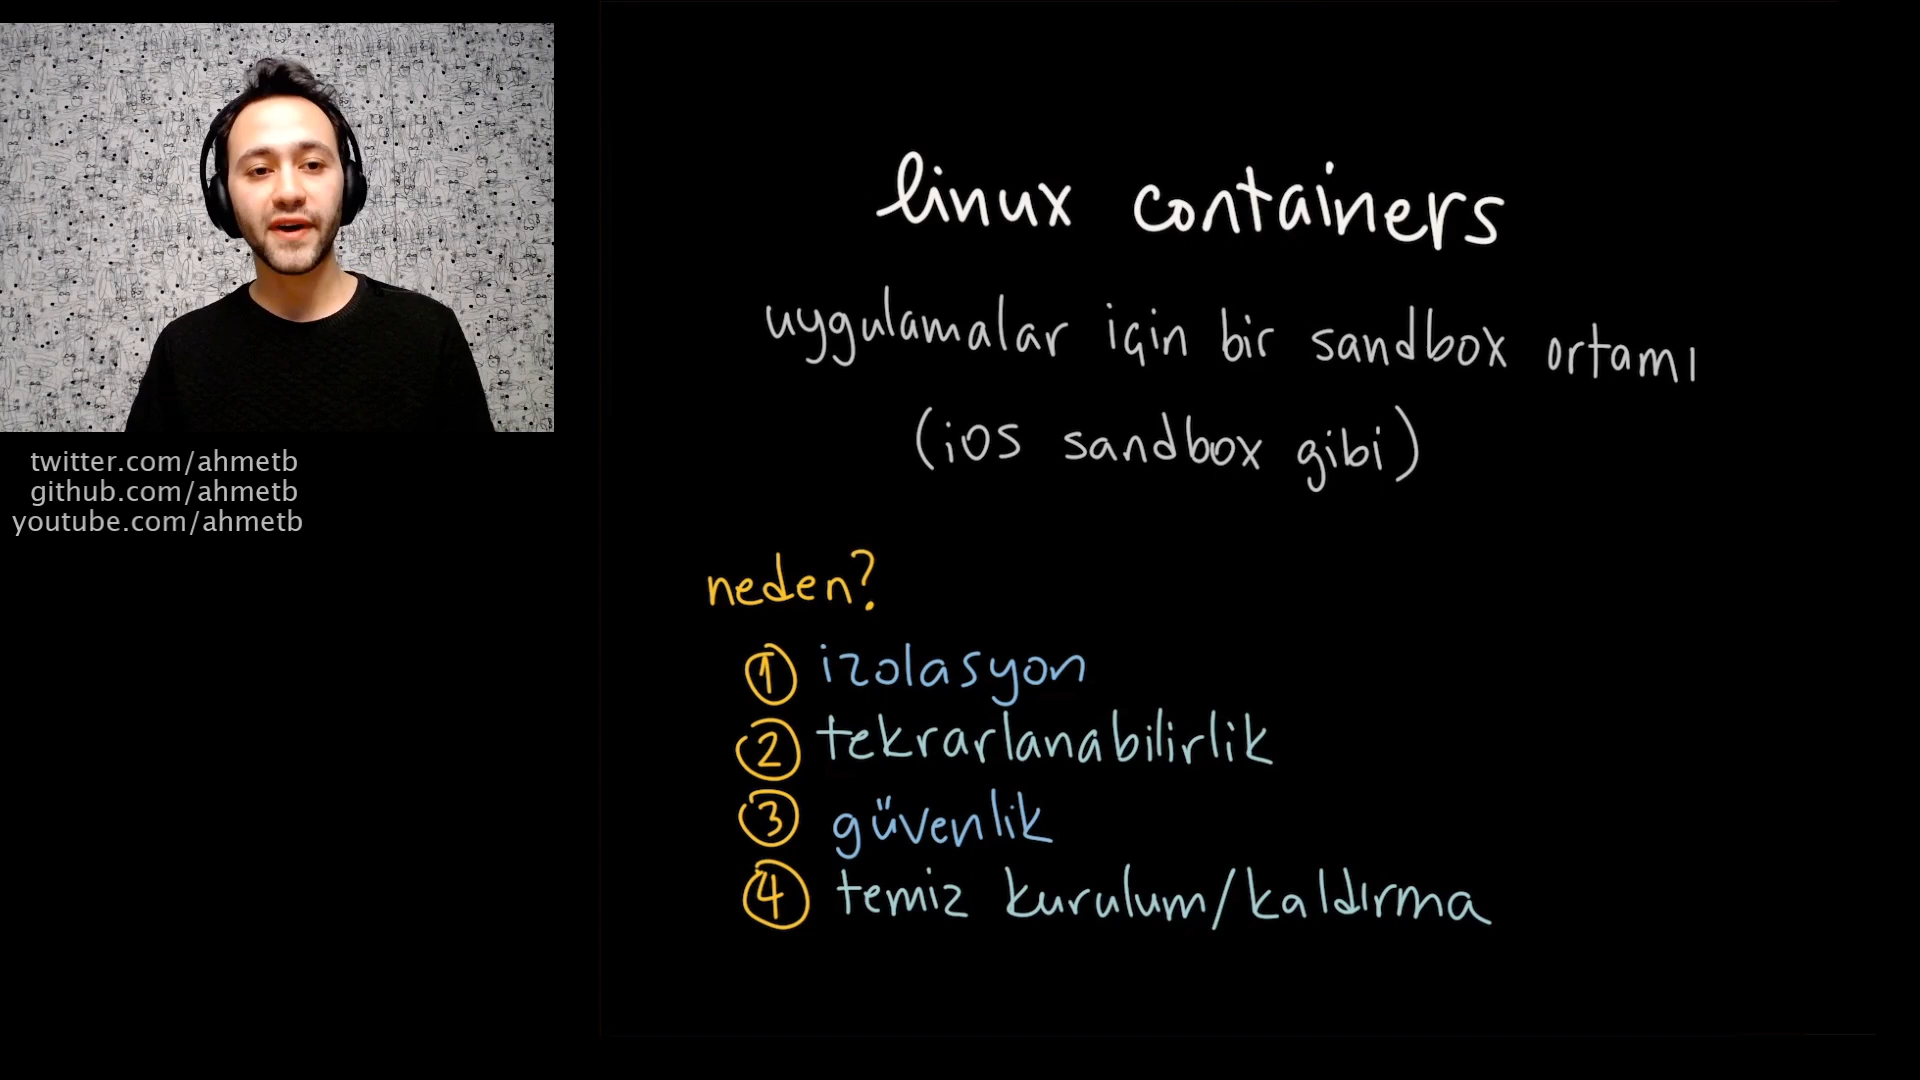 twitter.com/ahmetb
github.com/ahmetb
youtube.com/ahmetb
linux containers
uygulamalar için bir sandbox ortamı
(iOS sandbox gibi)
neden?
1 izolasyon
2 tekrarlanabilirlik
3 güvenlik
4 temiz kurulum/kaldırma